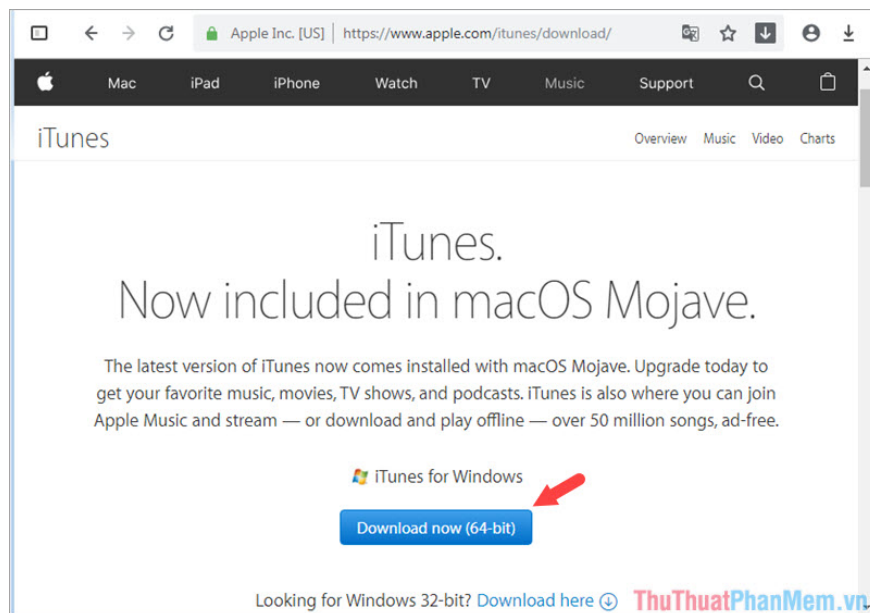 Apple Inc. [US] https://www.apple.com/itunes/download/
Mac iPad iPhone Watch TV Music Support
iTunes Overview Music Video Charts
iTunes.
Now included in macOS Mojave.
The latest version of iTunes now comes installed with macOS Mojave. Upgrade today to
get your favorite music, movies, TV shows, and podcasts. iTunes is also where you can join
Apple Music and stream — or download and play offline — over 50 million songs, ad-free.
iTunes for Windows
Download now (64-bit)
Looking for Windows 32-bit? Download here
ThuThuatPhanMem.vn